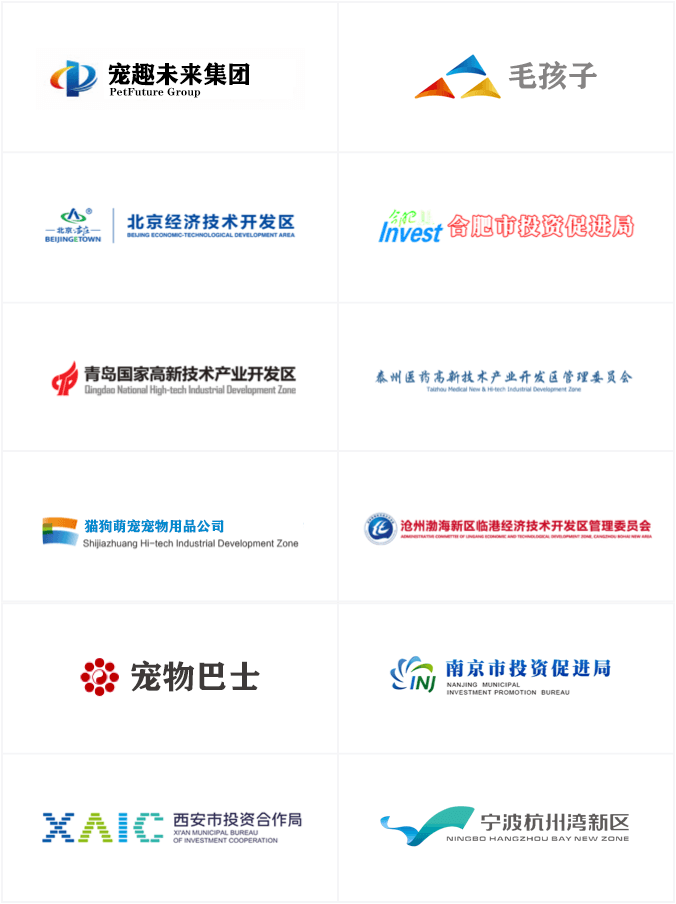 宠趣未来集团
PetFuture Group
毛孩子
北京
BEIJINGETOWN
®
北京经济技术开发区
BEIJING ECONOMIC-TECHNOLOGICAL DEVELOPMENT AREA
合肥
Invest
合肥市投资促进局
青岛国家高新技术产业开发区
Qingdao National High-tech Industrial Development Zone
泰州医药高新技术产业开发区管理委员会
Taizhou Medical New & Hi-tech Industrial Development Zone
猫狗萌宠宠物用品公司
Shijiazhuang Hi-tech Industrial Development Zone
沧州渤海新区临港经济技术开发区管理委员会
ADMINISTRATIVE COMMITTEE OF LINGANG ECONOMIC AND TECHNOLOGICAL DEVELOPMENT ZONE, CANGZHOU BOHAI NEW AREA
宠物巴士
INJ
南京市投资促进局
NANJING MUNICIPAL
INVESTMENT PROMOTION BUREAU
XAIC
西安市投资合作局
XI'AN MUNICIPAL BUREAU
OF INVESTMENT COOPERATION
宁波杭州湾新区
NINGBO HANGZHOU BAY NEW ZONE